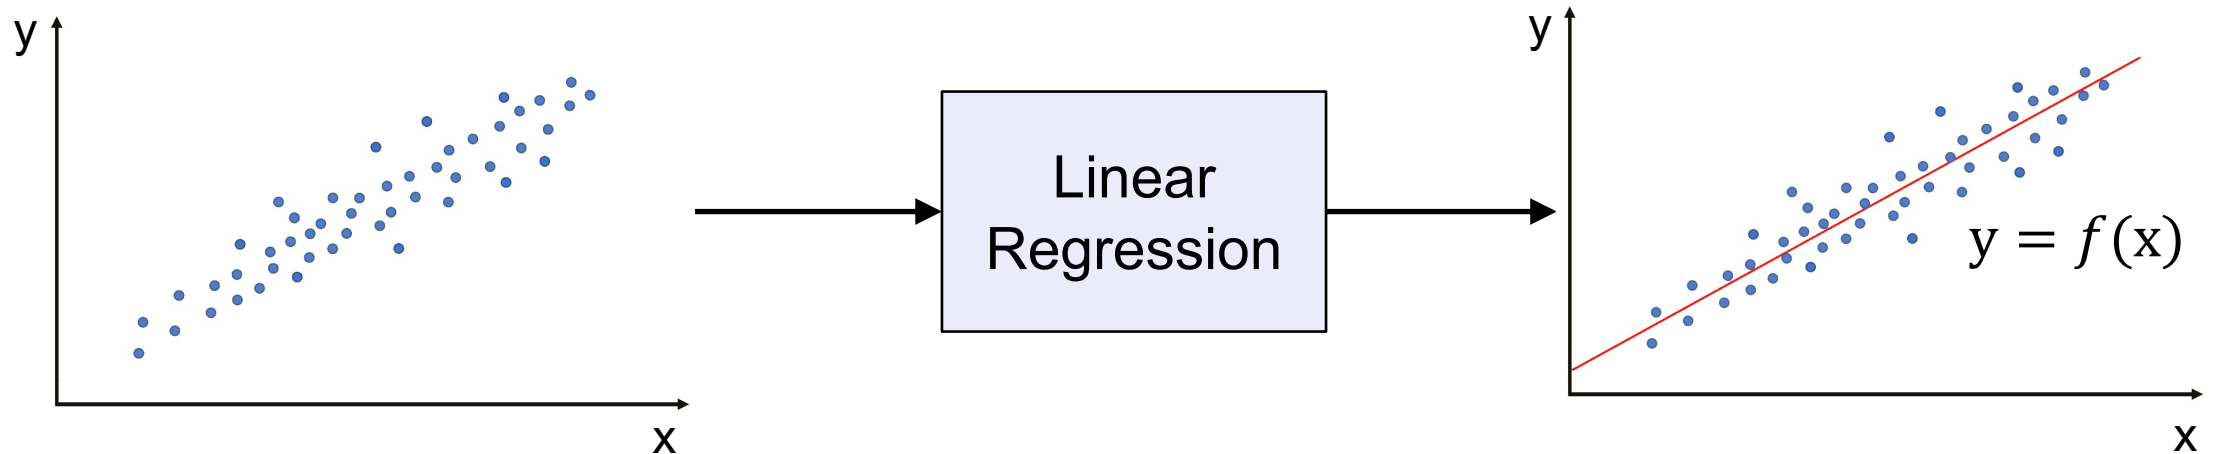 y
x
Linear
Regression
y
y = f(x)
x